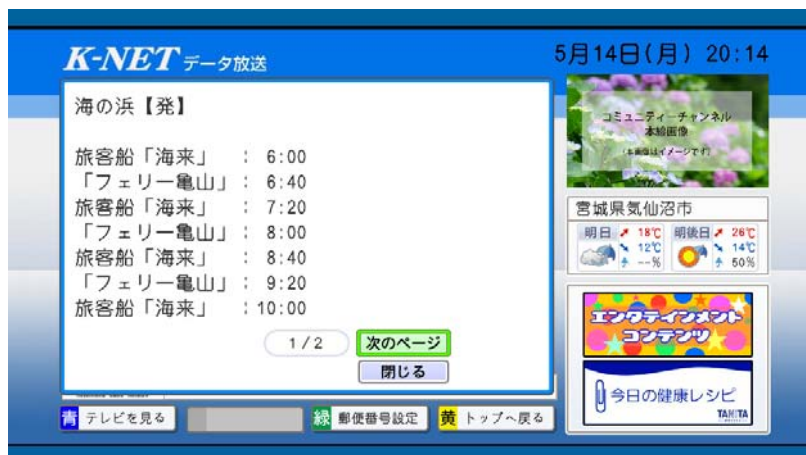 K-NET データ放送
5月14日(月) 20:14
海の浜【発】
旅客船「海来」 : 6:00
「フェリー亀山」: 6:40
旅客船「海来」 : 7:20
「フェリー亀山」: 8:00
旅客船「海来」 : 8:40
「フェリー亀山」: 9:20
旅客船「海来」 :10:00
1/2 次のページ
閉じる
コミュニティーチャンネル
本絵画像
(本画像はイメージです)
宮城県気仙沼市
明日 18℃ 明後日 26℃
12℃ 14℃
--% 50%
エンタテインメント
コンテンツ
今日の健康レシピ
TANITA
青 テレビを見る 緑 郵便番号設定 黄 トップへ戻る